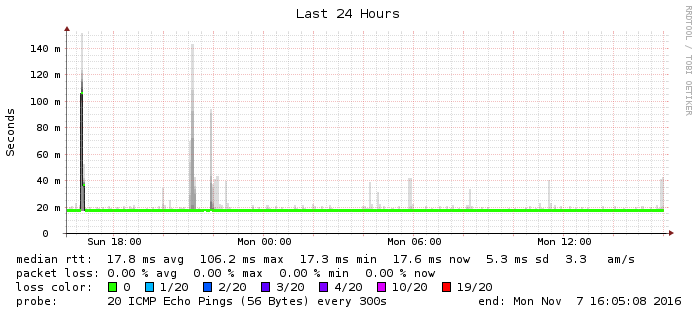 Last 24 Hours
RRDTOOL / TOBI OETIKER
Seconds
140 m
120 m
100 m
80 m
60 m
40 m
20 m
0
Sun 18:00 Mon 00:00 Mon 06:00 Mon 12:00
median rtt: 17.8 ms avg 106.2 ms max 17.3 ms min 17.6 ms now 5.3 ms sd 3.3 am/s
packet loss: 0.00 % avg 0.00 % max 0.00 % min 0.00 % now
loss color: 0 1/20 2/20 3/20 4/20 10/20 19/20
probe: 20 ICMP Echo Pings (56 Bytes) every 300s end: Mon Nov 7 16:05:08 2016